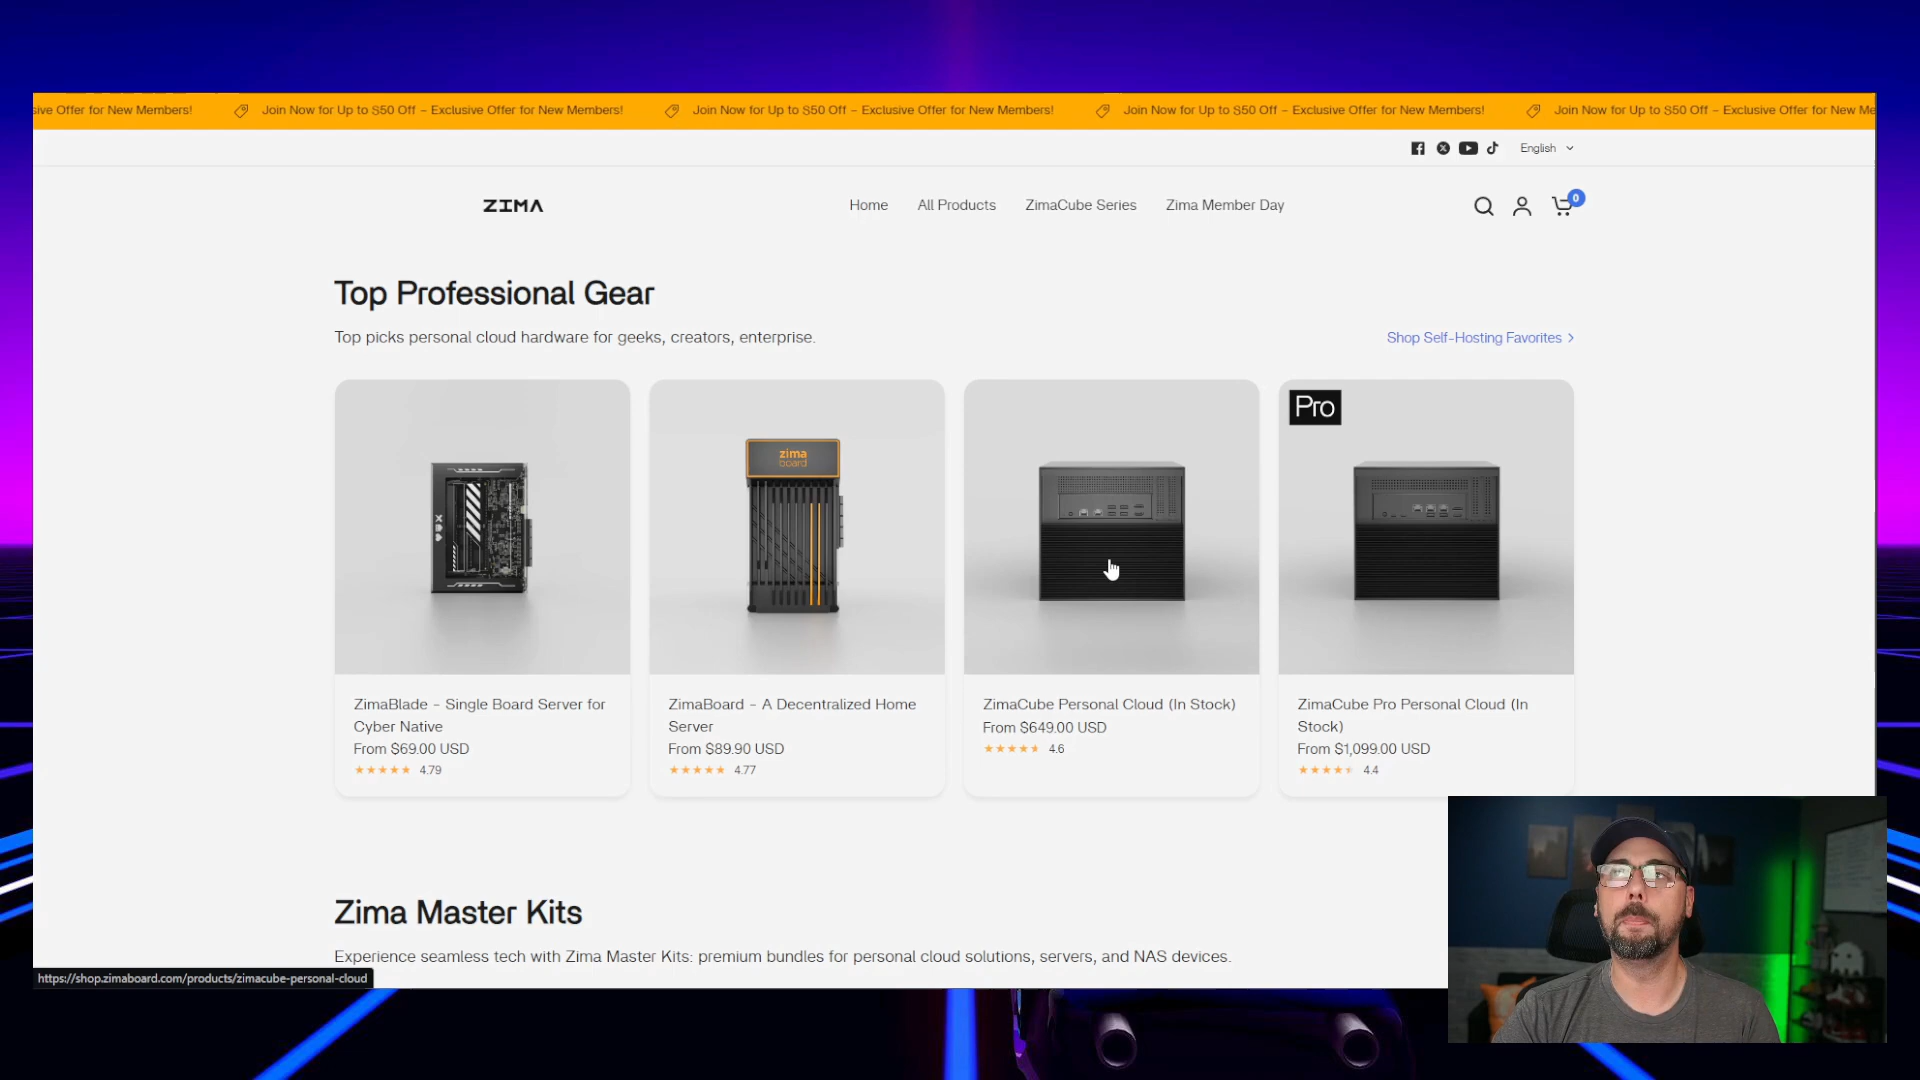 sive Offer for New Members! Join Now for Up to $50 Off – Exclusive Offer for New Members! Join Now for Up to $50 Off – Exclusive Offer for New Members! Join Now for Up to $50 Off – Exclusive Offer for New Members! Join Now for Up to $50 Off – Exclusive Offer for New Me
English
ZIMA
Home All Products ZimaCube Series Zima Member Day
0
Top Professional Gear
Top picks personal cloud hardware for geeks, creators, enterprise.
Shop Self-Hosting Favorites >
Pro
zima
board
ZimaBlade - Single Board Server for
Cyber Native
From $69.00 USD
4.79
ZimaBoard - A Decentralized Home
Server
From $89.90 USD
4.77
ZimaCube Personal Cloud (In Stock)
From $649.00 USD
4.6
ZimaCube Pro Personal Cloud (In
Stock)
From $1,099.00 USD
4.4
Zima Master Kits
Experience seamless tech with Zima Master Kits: premium bundles for personal cloud solutions, servers, and NAS devices.
https://shop.zimaboard.com/products/zimacube-personal-cloud